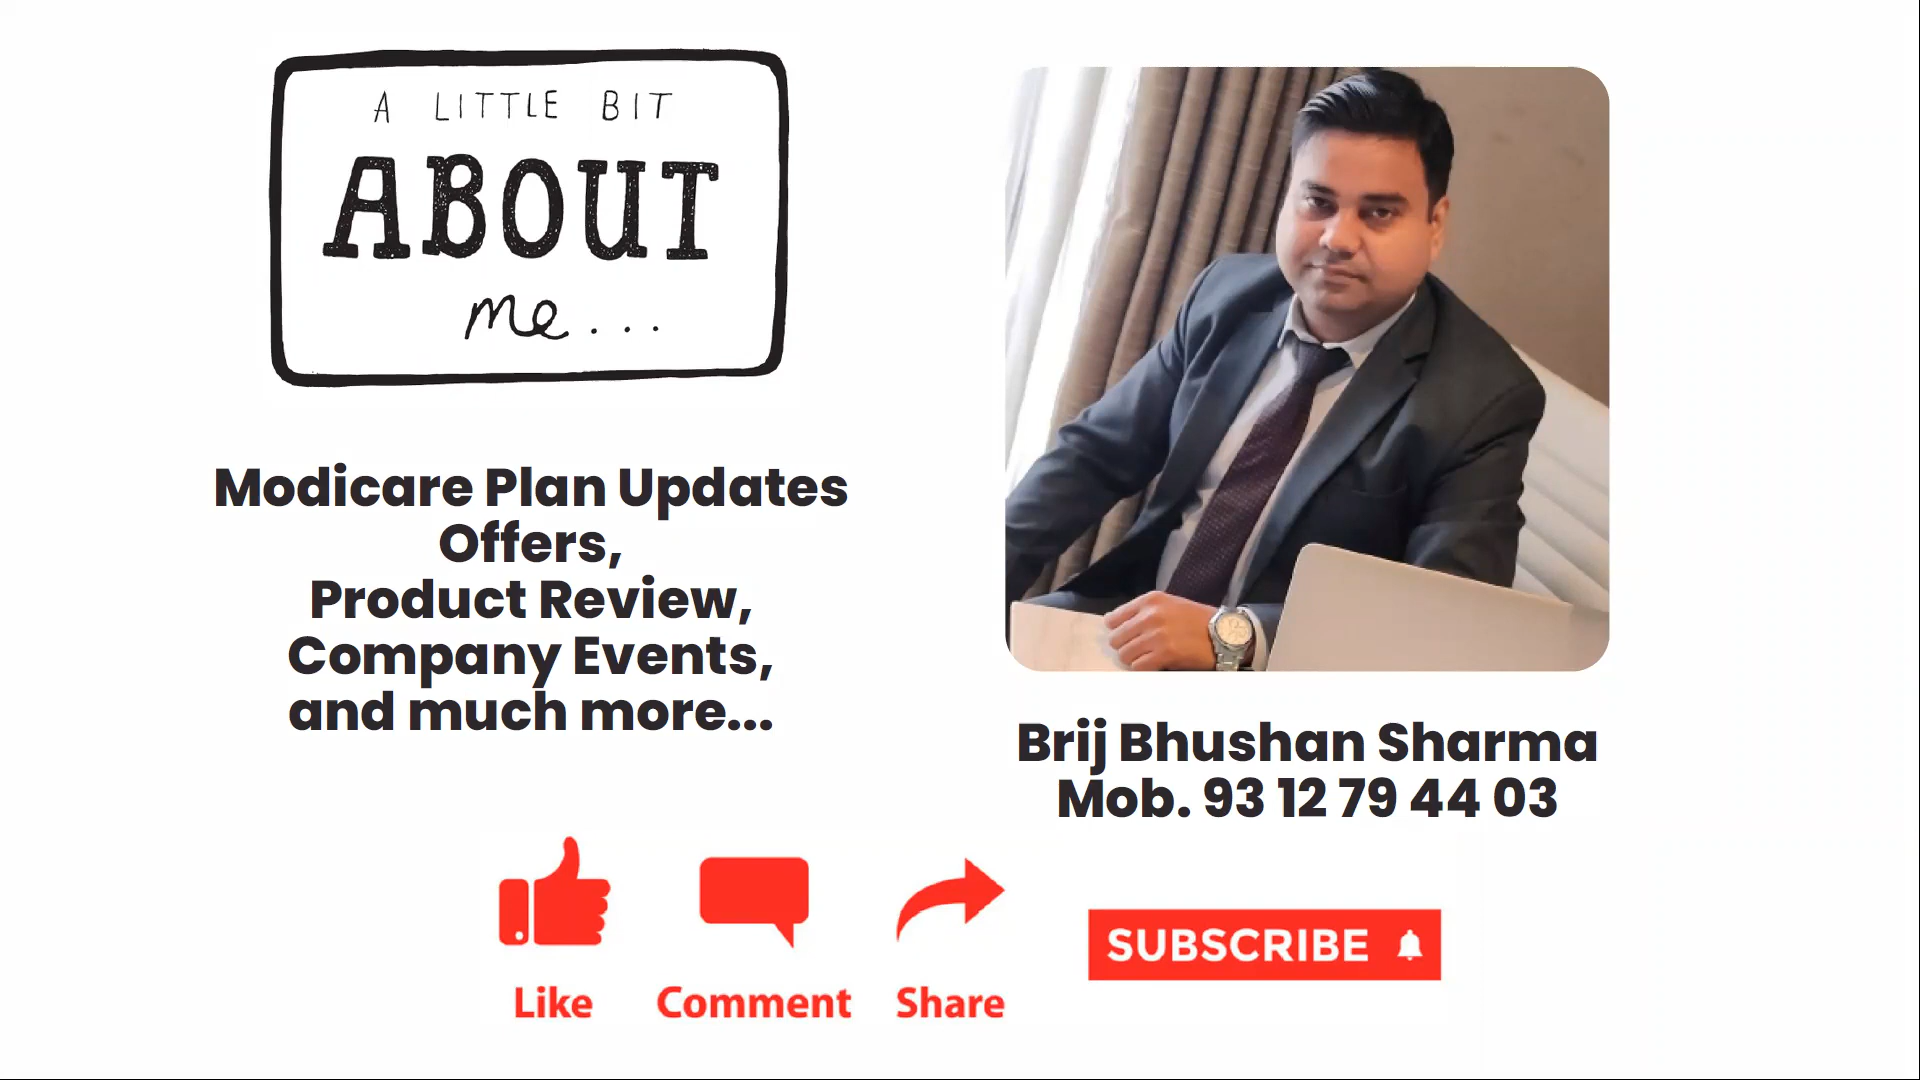 A LITTLE BIT
ABOUT
me...
Modicare Plan Updates
Offers,
Product Review,
Company Events,
and much more...
Brij Bhushan Sharma
Mob. 93 12 79 44 03
Like
Comment
Share
SUBSCRIBE